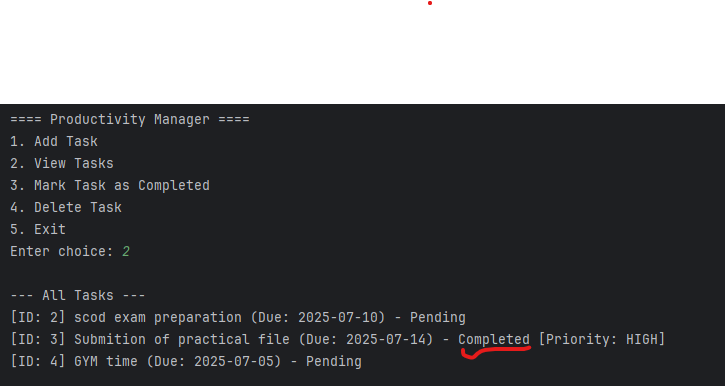 ==== Productivity Manager ====
1. Add Task
2. View Tasks
3. Mark Task as Completed
4. Delete Task
5. Exit
Enter choice: 2
--- All Tasks ---
[ID: 2] scod exam preparation (Due: 2025-07-10) - Pending
[ID: 3] Submition of practical file (Due: 2025-07-14) - Completed [Priority: HIGH]
[ID: 4] GYM time (Due: 2025-07-05) - Pending